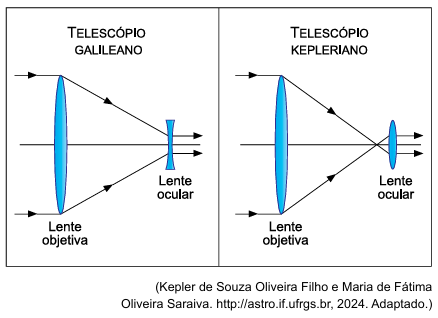 TELESCÓPIO
GALILEANO
Lente
objetiva
Lente
ocular
TELESCÓPIO
KEPLERIANO
Lente
objetiva
Lente
ocular
(Kepler de Souza Oliveira Filho e Maria de Fátima
Oliveira Saraiva. http://astro.if.ufrgs.br, 2024. Adaptado.)